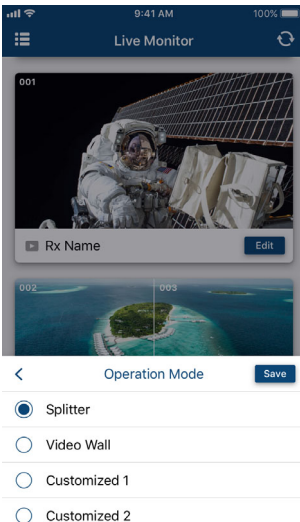 9:41 AM 100%
Live Monitor
001
Rx Name Edit
002 003
Operation Mode Save
Splitter
Video Wall
Customized 1
Customized 2